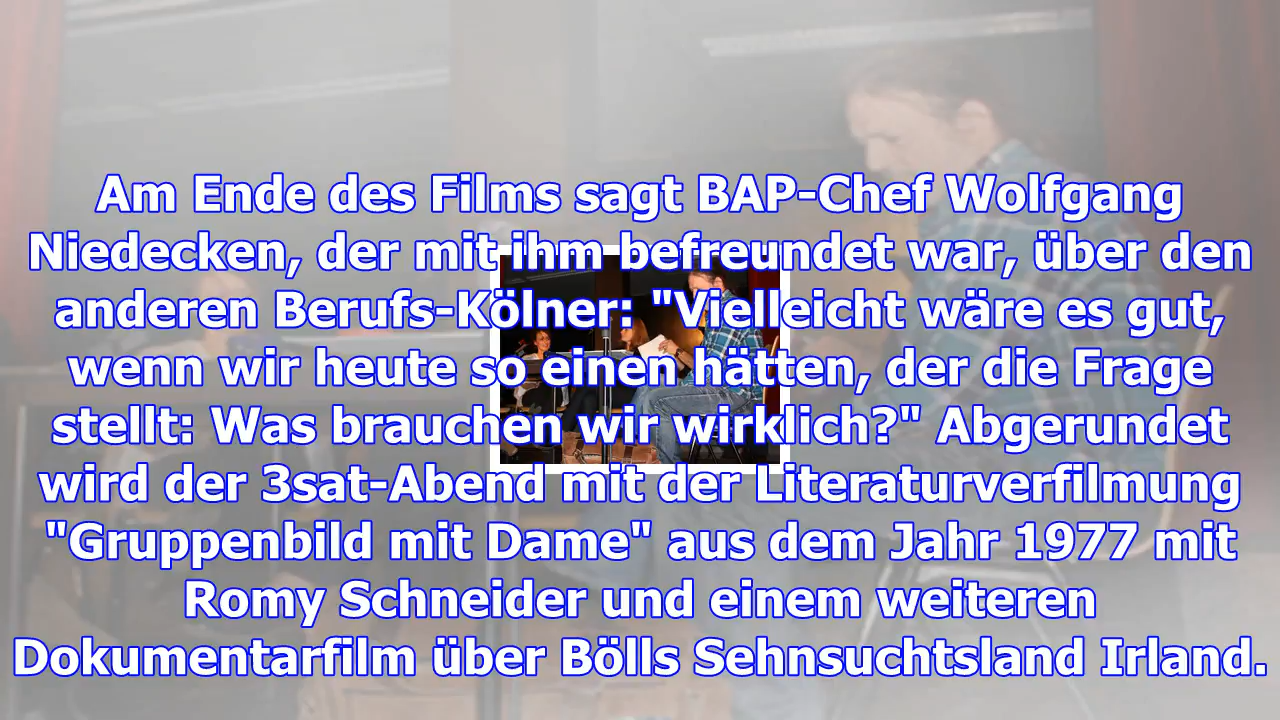 Am Ende des Films sagt BAP-Chef Wolfgang
Niedecken, der mit ihm befreundet war, über den
anderen Berufs-Kölner: "Vielleicht wäre es gut,
wenn wir heute so einen hätten, der die Frage
stellt: Was brauchen wir wirklich?" Abgerundet
wird der 3sat-Abend mit der Literaturverfilmung
"Gruppenbild mit Dame" aus dem Jahr 1977 mit
Romy Schneider und einem weiteren
Dokumentarfilm über Bölls Sehnsuchtsland Irland.